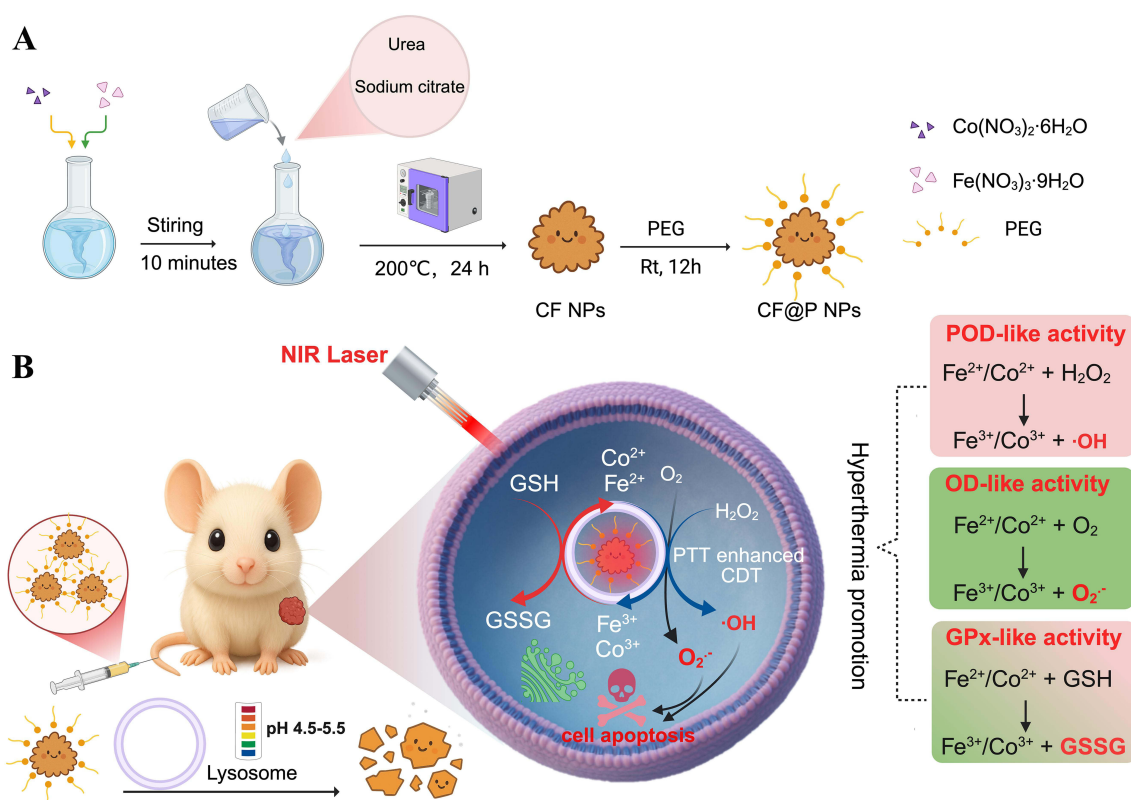 A
Urea
Sodium citrate
Stiring
10 minutes
200℃, 24 h
CF NPs
PEG
Rt, 12h
CF@P NPs
Co(NO₃)₂·6H₂O
Fe(NO₃)₃·9H₂O
PEG
B
NIR Laser
GSH
Co²⁺
Fe²⁺
O₂
H₂O₂
PTT enhanced
CDT
GSSG
Fe³⁺
Co³⁺
·OH
O₂·⁻
cell apoptosis
pH 4.5-5.5
Lysosome
Hyperthermia promotion
POD-like activity
Fe²⁺/Co²⁺ + H₂O₂
Fe³⁺/Co³⁺ + ·OH
OD-like activity
Fe²⁺/Co²⁺ + O₂
Fe³⁺/Co³⁺ + O₂·⁻
GPx-like activity
Fe²⁺/Co²⁺ + GSH
Fe³⁺/Co³⁺ + GSSG